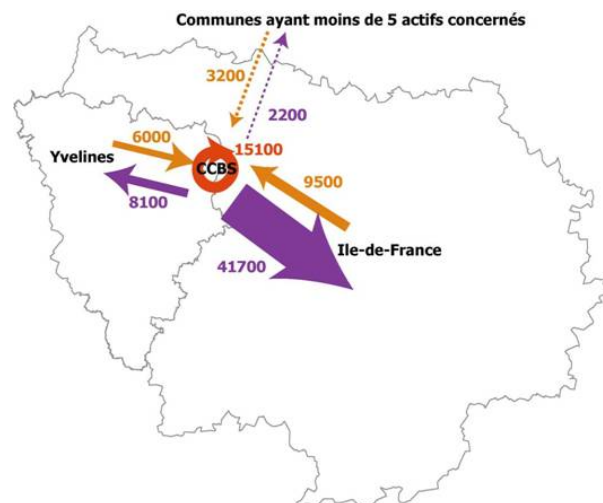 Communes ayant moins de 5 actifs concernés
3200
2200
6000
15100
Yvelines
CCBS
9500
8100
Ile-de-France
41700